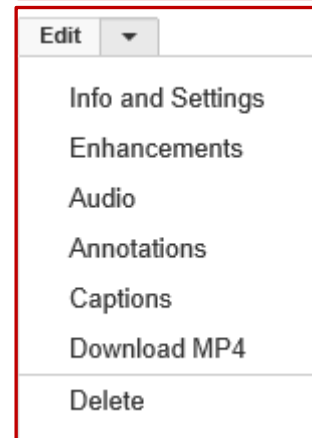 Edit
Info and Settings
Enhancements
Audio
Annotations
Captions
Download MP4
Delete